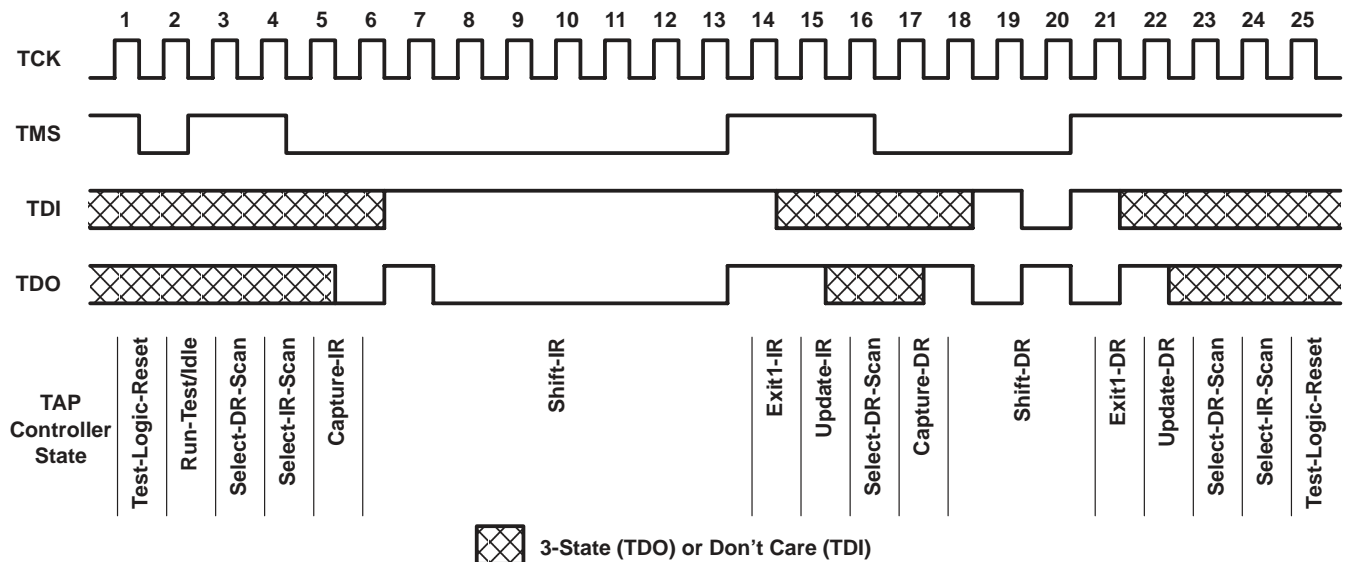 1 2 3 4 5 6 7 8 9 10 11 12 13 14 15 16 17 18 19 20 21 22 23 24 25
TCK
TMS
TDI
TDO
TAP
Controller
State
Test-Logic-Reset
Run-Test/Idle
Select-DR-Scan
Select-IR-Scan
Capture-IR
Shift-IR
Exit1-IR
Update-IR
Select-DR-Scan
Capture-DR
Shift-DR
Exit1-DR
Update-DR
Select-DR-Scan
Select-IR-Scan
Test-Logic-Reset
3-State (TDO) or Don't Care (TDI)